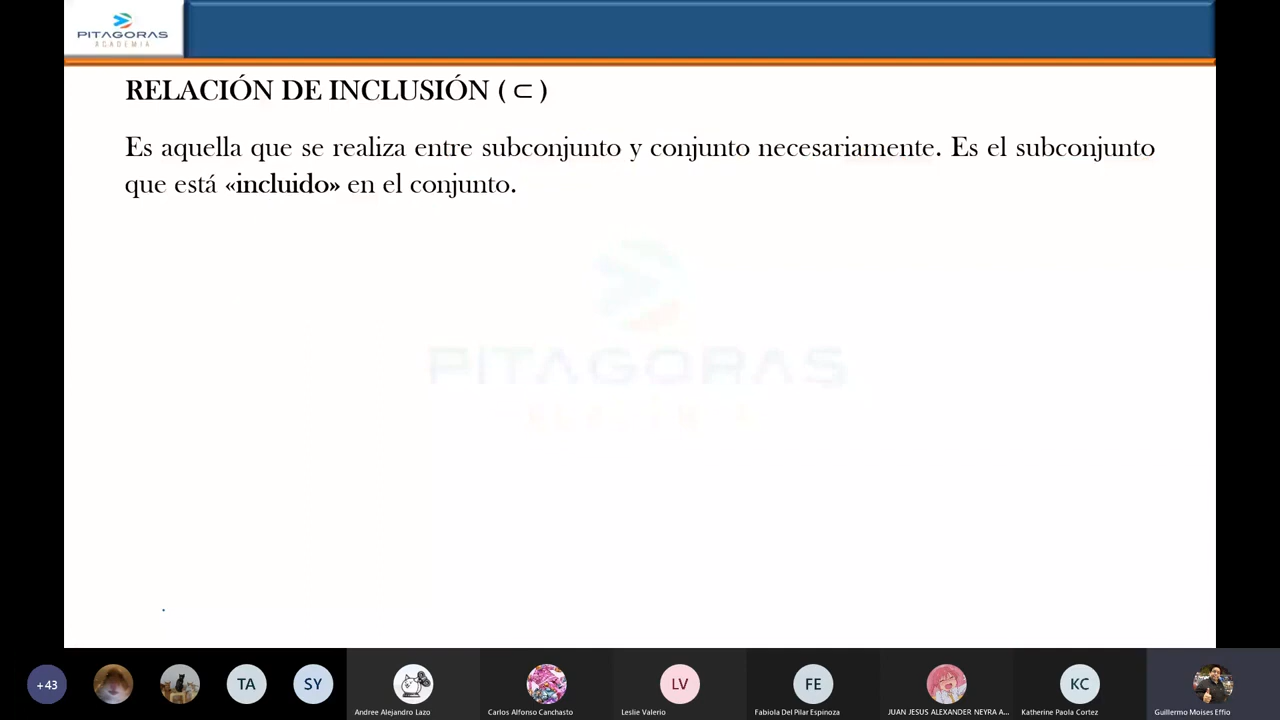 PITAGORAS
ACADEMIA
RELACIÓN DE INCLUSIÓN ( ⊂ )
Es aquella que se realiza entre subconjunto y conjunto necesariamente. Es el subconjunto
que está «incluido» en el conjunto.
PITAGORAS
+43
TA
SY
LV
FE
KC
Andree Alejandro Lazo
Carlos Alfonso Canchasto
Leslie Valerio
Fabiola Del Pilar Espinoza
JUAN JESUS ALEXANDER NEYRA A...
Katherine Paola Cortez
Guillermo Moises Effio